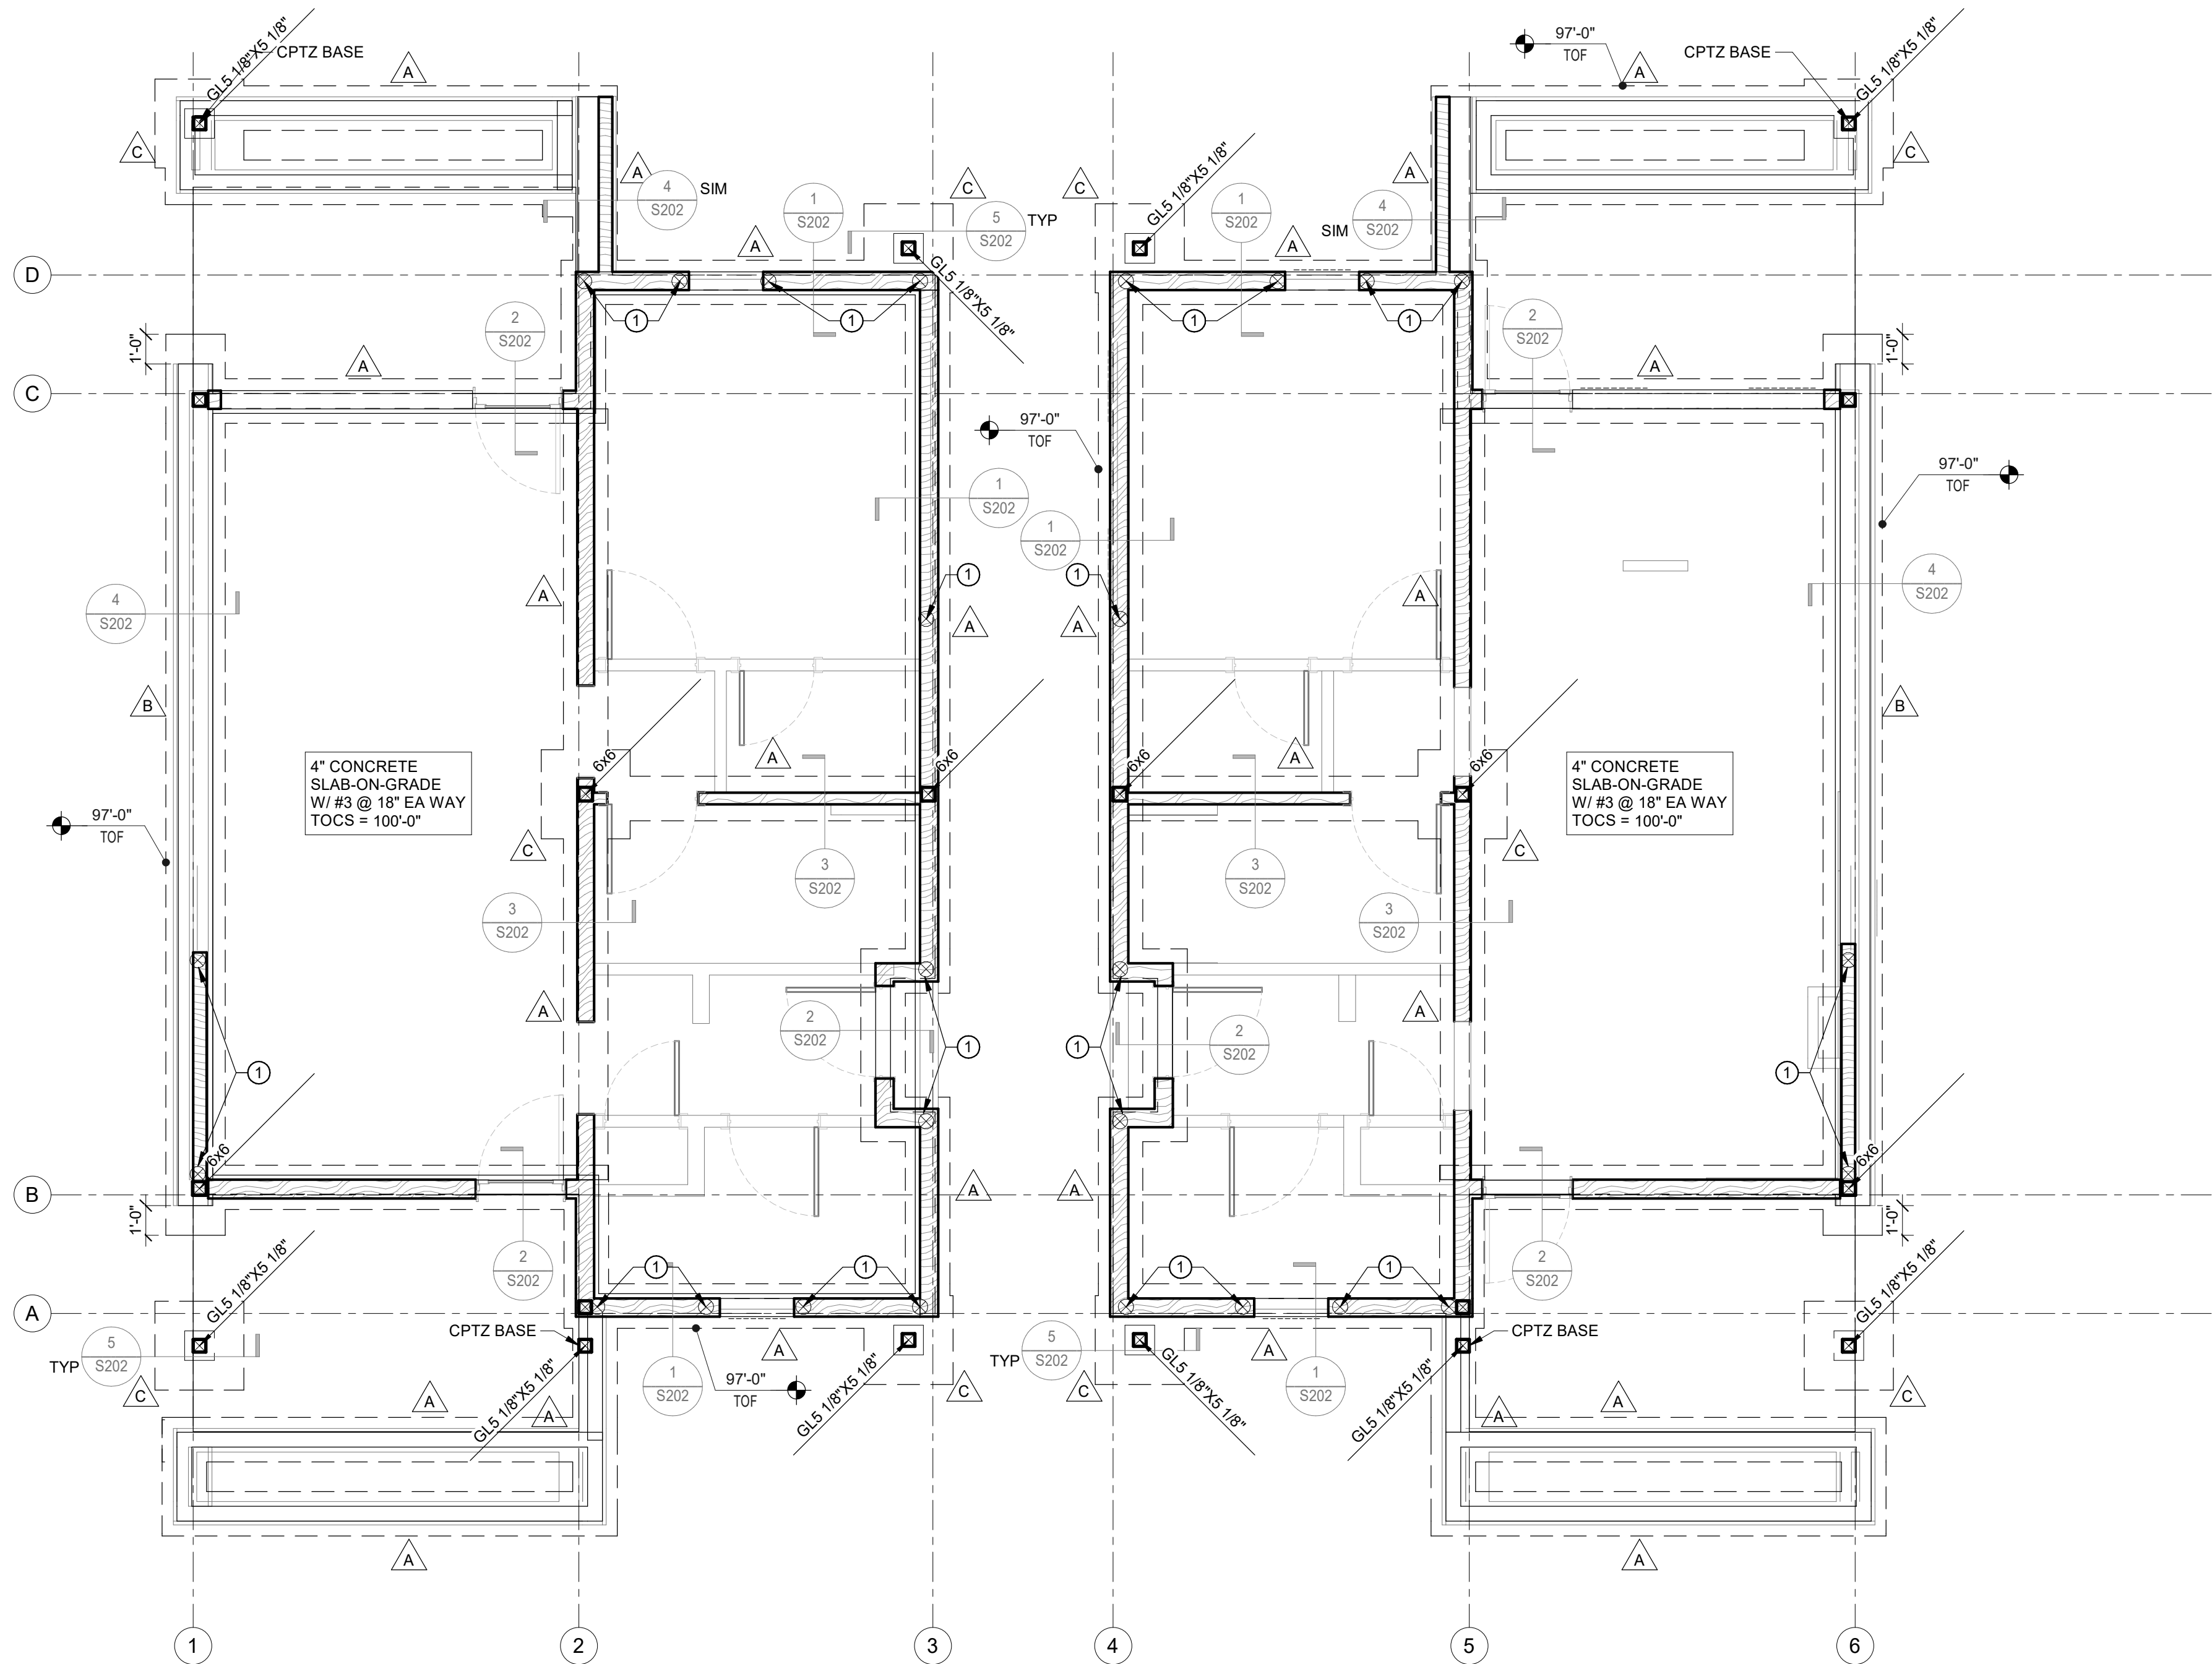 97'-0"
TOF
GL5 1/8"X5 1/8"
CPTZ BASE
CPTZ BASE
GL5 1/8"X5 1/8"
A
A
C
C
A
4
S202
SIM
A
C
C
GL5 1/8"X5 1/8"
1
S202
5
S202
TYP
1
S202
4
S202
SIM
A
A
D
GL5 1/8"X5 1/8"
1
1
1
1
2
S202
2
S202
1'-0"
1'-0"
A
A
C
97'-0"
TOF
97'-0"
TOF
1
S202
1
S202
1
1
4
S202
4
S202
A
A
A
A
B
B
6x6
6x6
6x6
6x6
A
A
4" CONCRETE
SLAB-ON-GRADE
W/ #3 @ 18" EA WAY
TOCS = 100'-0"
4" CONCRETE
SLAB-ON-GRADE
W/ #3 @ 18" EA WAY
TOCS = 100'-0"
97'-0"
TOF
C
C
3
S202
3
S202
3
S202
3
S202
A
A
2
S202
2
S202
1
1
1
1
6x6
6x6
A
A
B
1'-0"
1'-0"
2
S202
2
S202
1
1
1
1
GL5 1/8"X5 1/8"
GL5 1/8"X5 1/8"
A
5
S202
TYP
CPTZ BASE
A
5
S202
TYP
A
CPTZ BASE
1
S202
97'-0"
TOF
1
S202
C
A
A
GL5 1/8"X5 1/8"
GL5 1/8"X5 1/8"
C
C
GL5 1/8"X5 1/8"
GL5 1/8"X5 1/8"
A
A
C
A
A
1
2
3
4
5
6